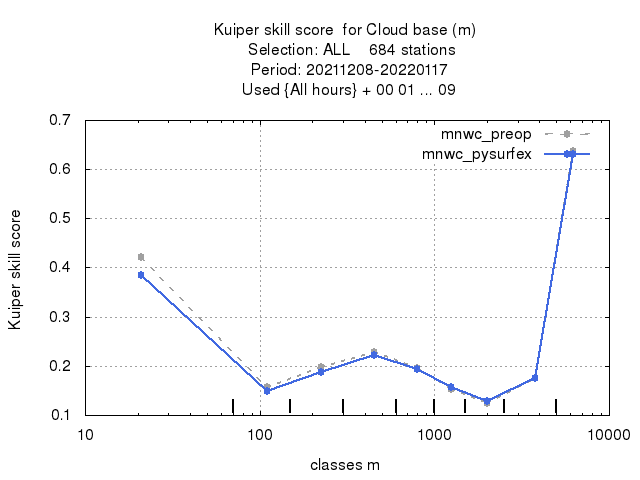 Kuiper skill score  for Cloud base (m)
Selection: ALL    684 stations
Period: 20211208-20220117
Used {All hours} + 00 01 ... 09
mnwc_preop
mnwc_pysurfex
Kuiper skill score
0.7
0.6
0.5
0.4
0.3
0.2
0.1
10 100 1000 10000
classes m